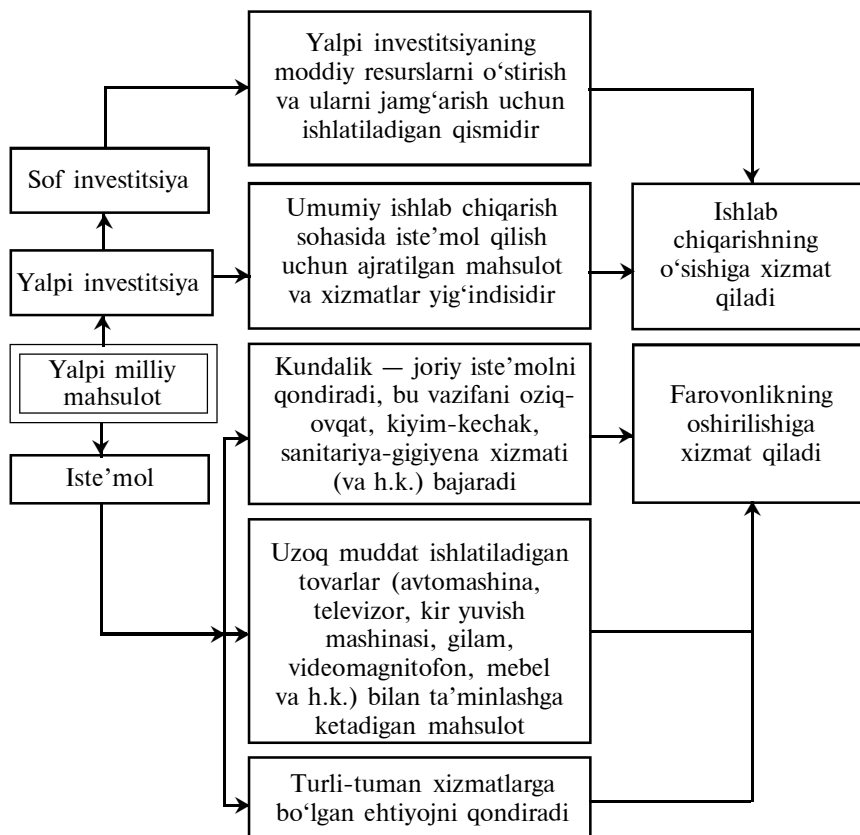 Yalpi investitsiyaning
moddiy resurslarni o‘stirish
va ularni jamg‘arish uchun
ishlatiladigan qismidir
Sof investitsiya
Umumiy ishlab chiqarish
sohasida iste’mol qilish
uchun ajratilgan mahsulot
va xizmatlar yig‘indisidir
Ishlab
chiqarishning
o‘sishiga xizmat
qiladi
Yalpi investitsiya
Yalpi milliy
mahsulot
Kundalik — joriy iste’molni
qondiradi, bu vazifani oziq-
ovqat, kiyim-kechak,
sanitariya-gigiyena xizmati
(va h.k.) bajaradi
Farovonlikning
oshirilishiga
xizmat qiladi
Iste’mol
Uzoq muddat ishlatiladigan
tovarlar (avtomashina,
televizor, kir yuvish
mashinasi, gilam,
videomagnitofon, mebel
va h.k.) bilan ta’minlashga
ketadigan mahsulot
Turli-tuman xizmatlarga
bo‘lgan ehtiyojni qondiradi